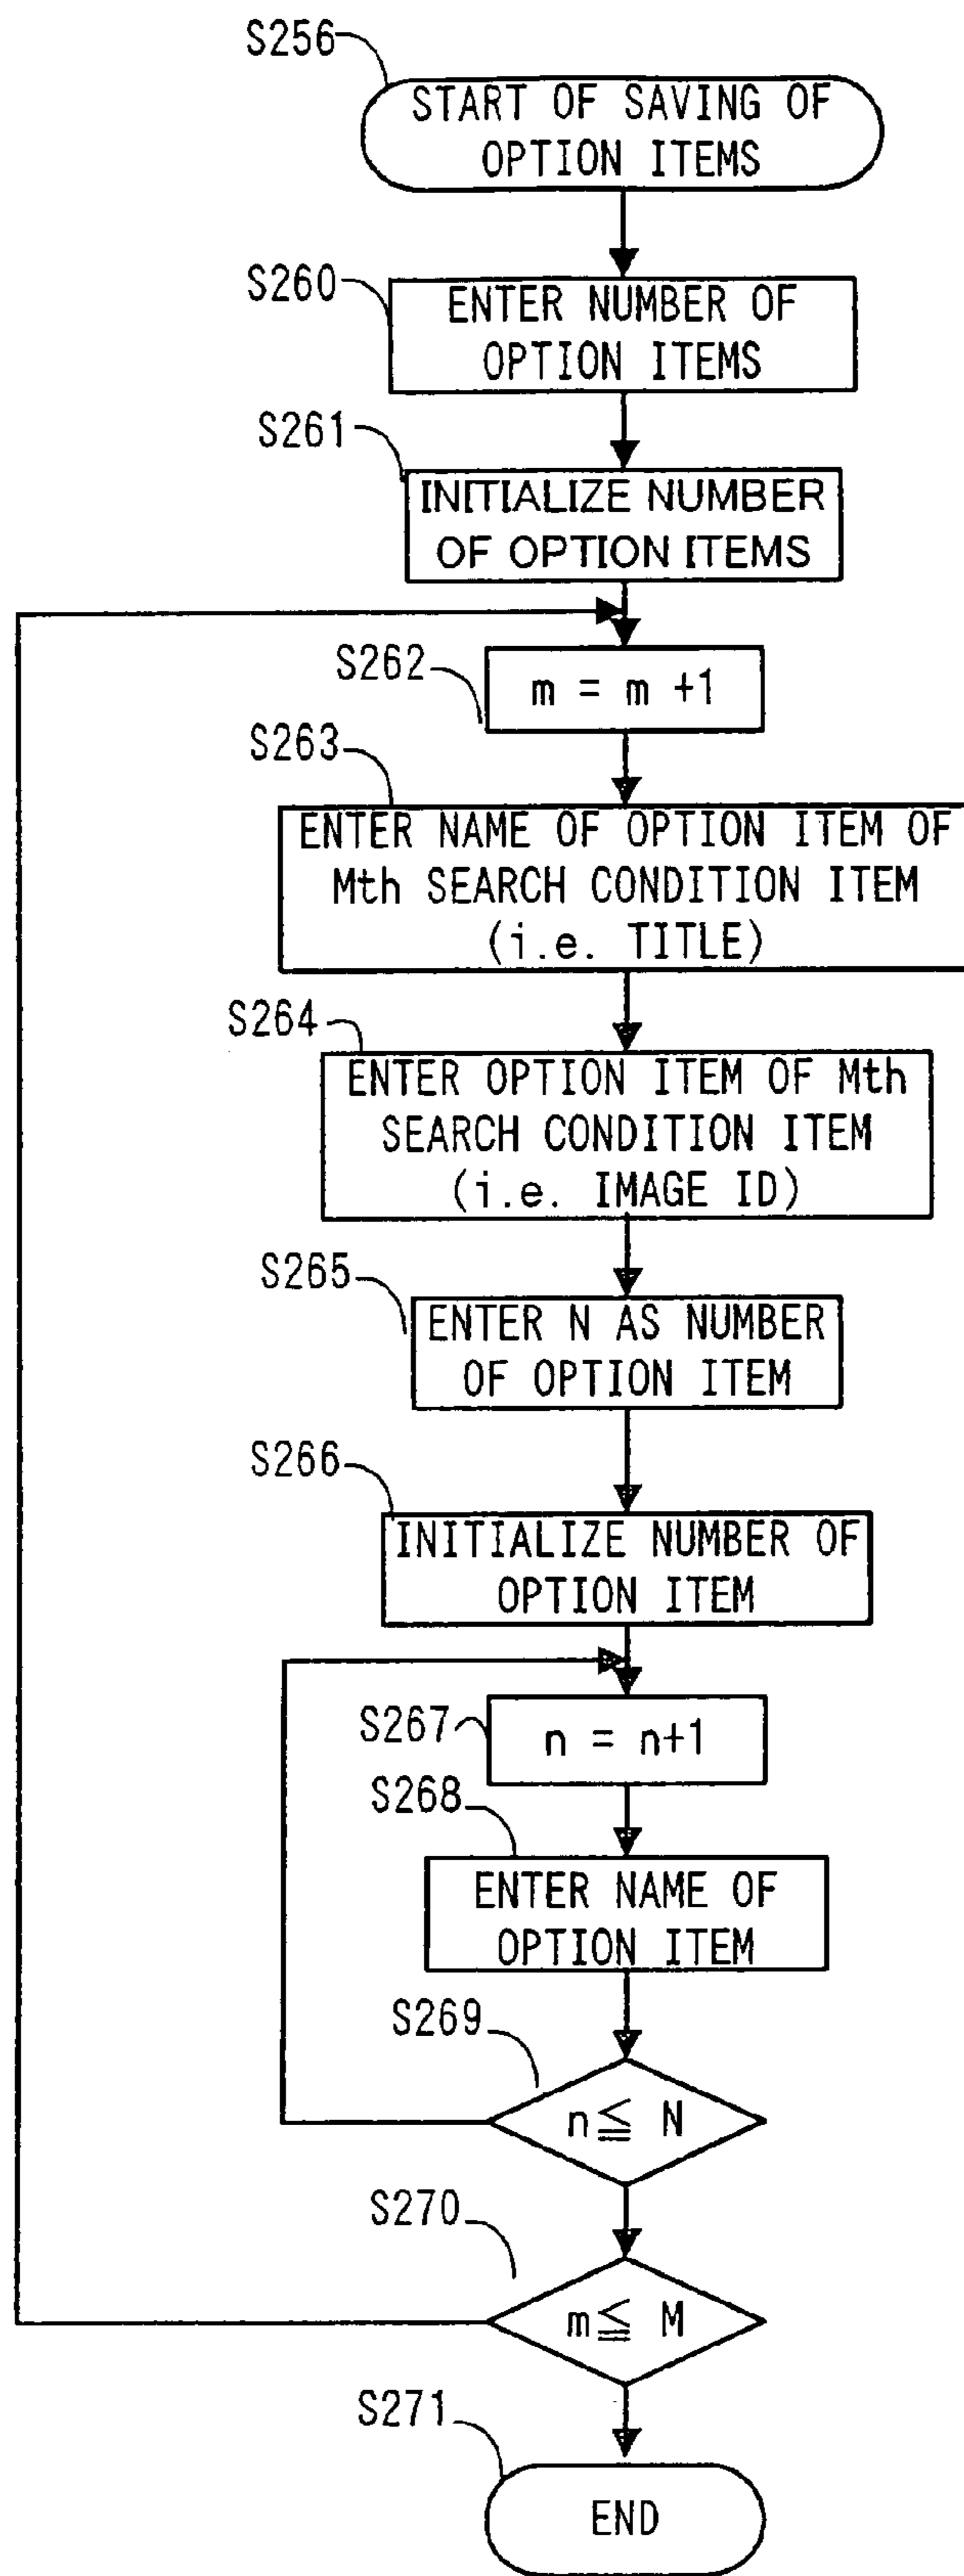 S256
START OF SAVING OF
OPTION ITEMS
S260
ENTER NUMBER OF
OPTION ITEMS
S261
INITIALIZE NUMBER
OF OPTION ITEMS
S262
m = m +1
S263
ENTER NAME OF OPTION ITEM OF
Mth SEARCH CONDITION ITEM
(i.e. TITLE)
S264
ENTER OPTION ITEM OF Mth
SEARCH CONDITION ITEM
(i.e. IMAGE ID)
S265
ENTER N AS NUMBER
OF OPTION ITEM
S266
INITIALIZE NUMBER OF
OPTION ITEM
S267
n = n+1
S268
ENTER NAME OF
OPTION ITEM
S269
n≦ N
S270
m≦ M
S271
END